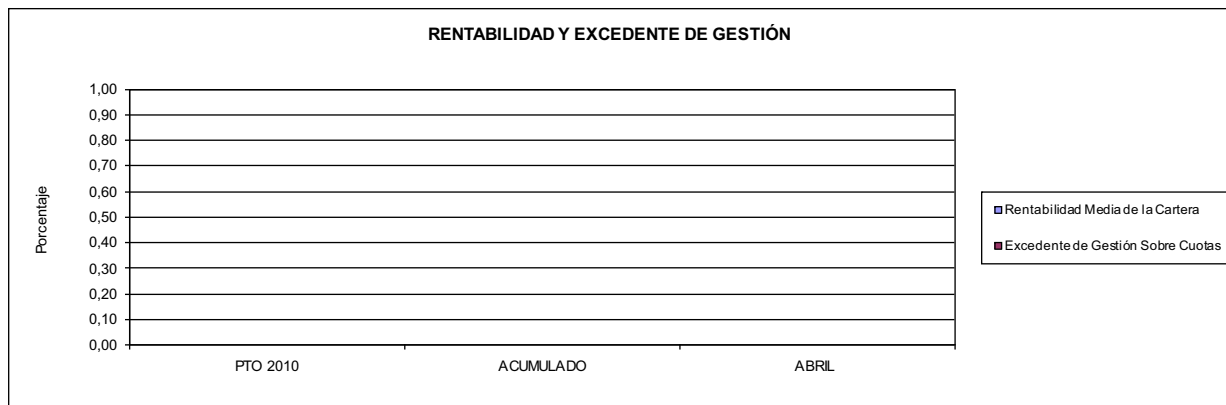 RENTABILIDAD Y EXCEDENTE DE GESTIÓN
1,00
0,90
0,80
0,70
0,60
0,50
0,40
0,30
0,20
0,10
0,00
Porcentaje
PTO 2010 ACUMULADO ABRIL
Rentabilidad Media de la Cartera
Excedente de Gestión Sobre Cuotas